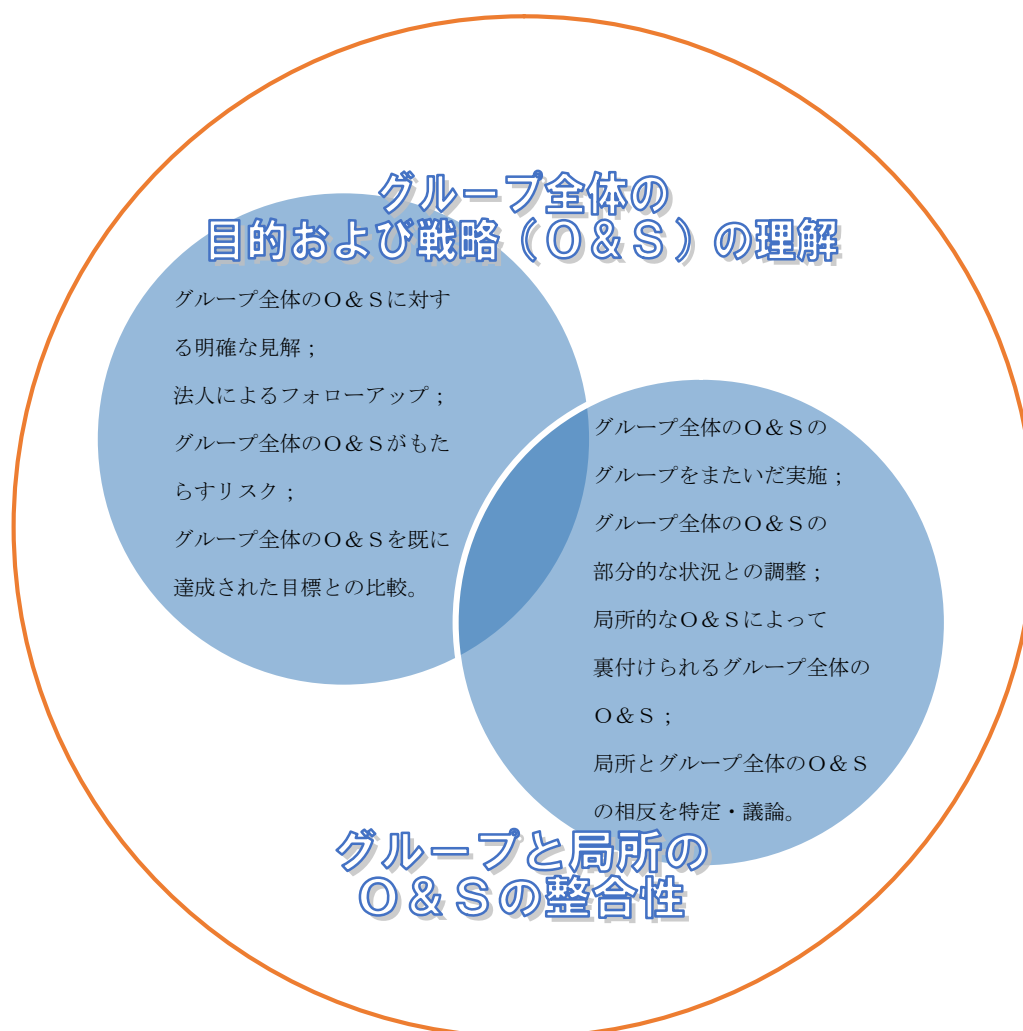 グループ全体の
目的および戦略（Ｏ＆Ｓ）の理解
グループ全体のＯ＆Ｓに対す
る明確な見解；
法人によるフォローアップ；
グループ全体のＯ＆Ｓがもた
らすリスク；
グループ全体のＯ＆Ｓを既に
達成された目標との比較。
グループ全体のＯ＆Ｓの
グループをまたいだ実施；
グループ全体のＯ＆Ｓの
部分的な状況との調整；
局所的なＯ＆Ｓによって
裏付けられるグループ全体の
Ｏ＆Ｓ；
局所とグループ全体のＯ＆Ｓ
の相反を特定・議論。
グループと局所の
Ｏ＆Ｓの整合性